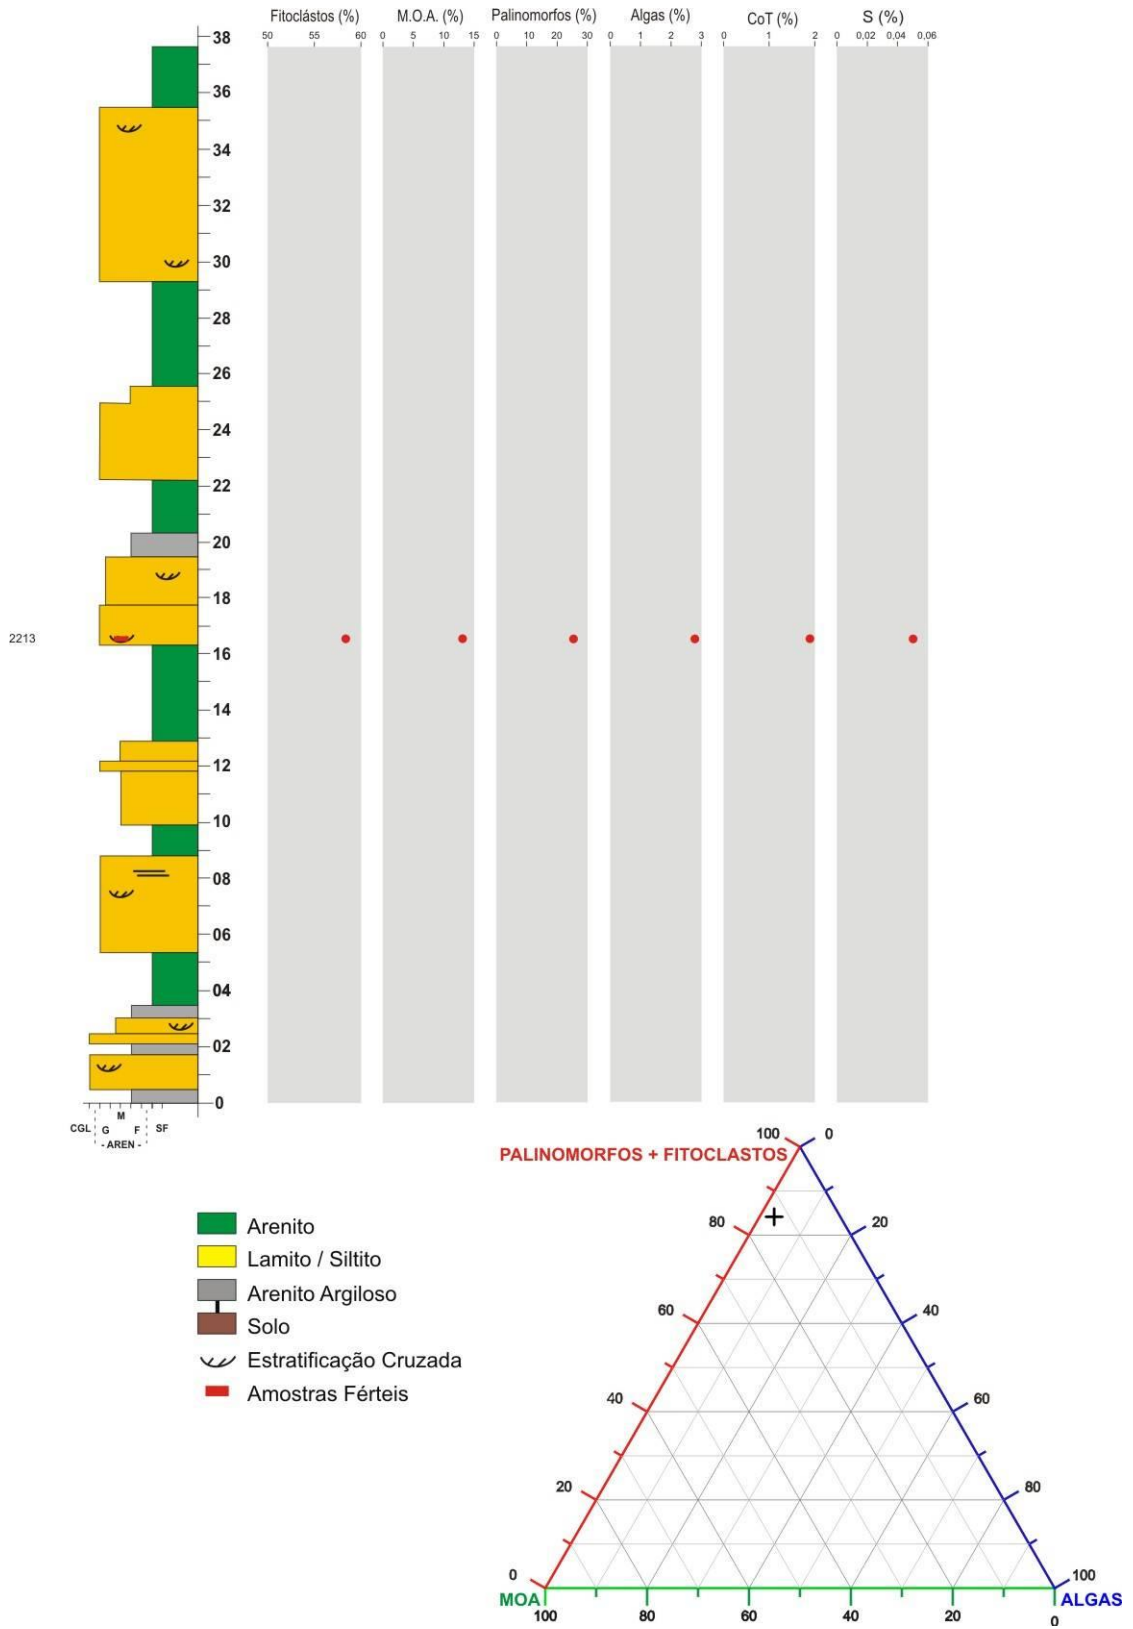 Fitoclástos (%) M.O.A. (%) Palinomorfos (%) Algas (%) CoT (%) S (%)
50 55 60 0 5 10 15 0 10 20 30 0 1 2 3 0 1 2 0 0,02 0,04 0,06
38
36
34
32
30
28
26
24
22
20
18
2213
16
14
12
10
08
06
04
02
0
M
CGL G F SF
- AREN -
100 0
PALINOMORFOS + FITOCLASTOS
80 20
60 40
40 60
20 80
0 100
MOA ALGAS
100 80 60 40 20 0
Arenito
Lamito / Siltito
Arenito Argiloso
Solo
Estratificação Cruzada
Amostras Férteis